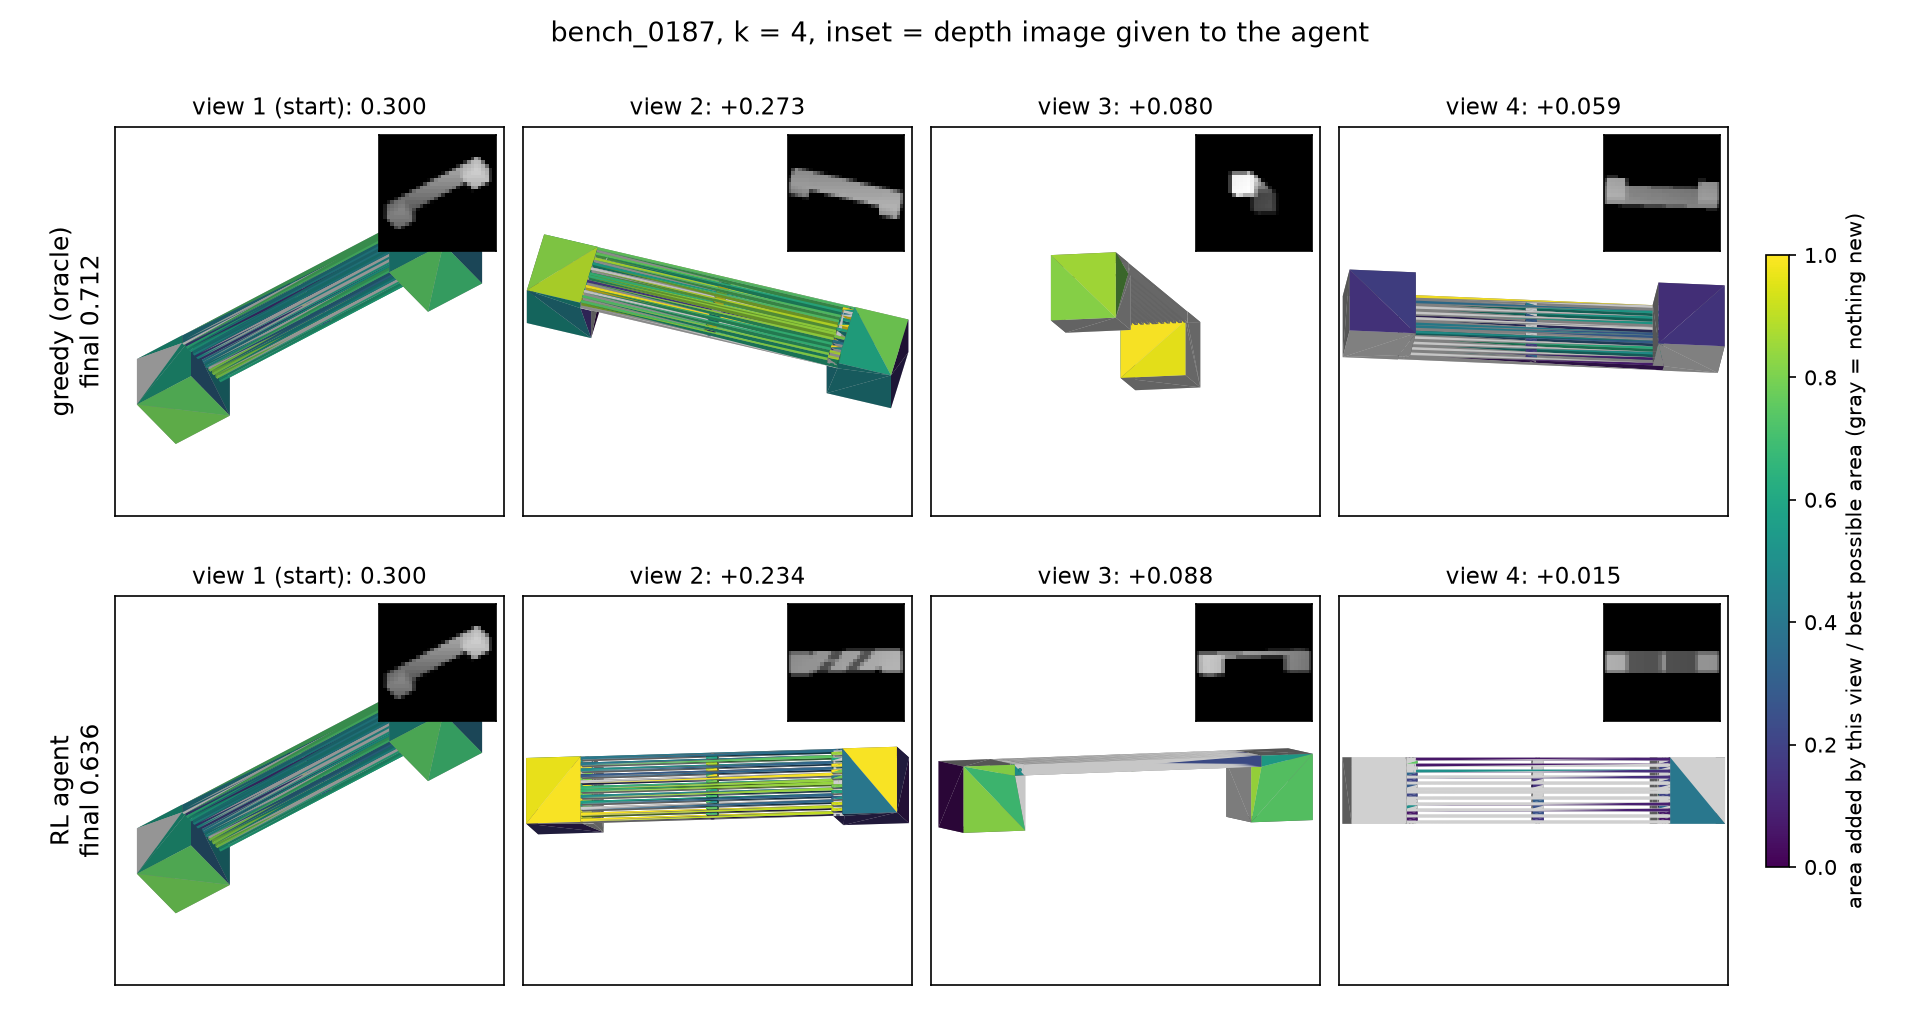 bench_0187, k = 4, inset = depth image given to the agent
greedy (oracle)
final 0.712
view 1 (start): 0.300
view 2: +0.273
view 3: +0.080
view 4: +0.059
RL agent
final 0.636
view 1 (start): 0.300
view 2: +0.234
view 3: +0.088
view 4: +0.015
1.0
0.8
0.6
0.4
0.2
0.0
area added by this view / best possible area (gray = nothing new)